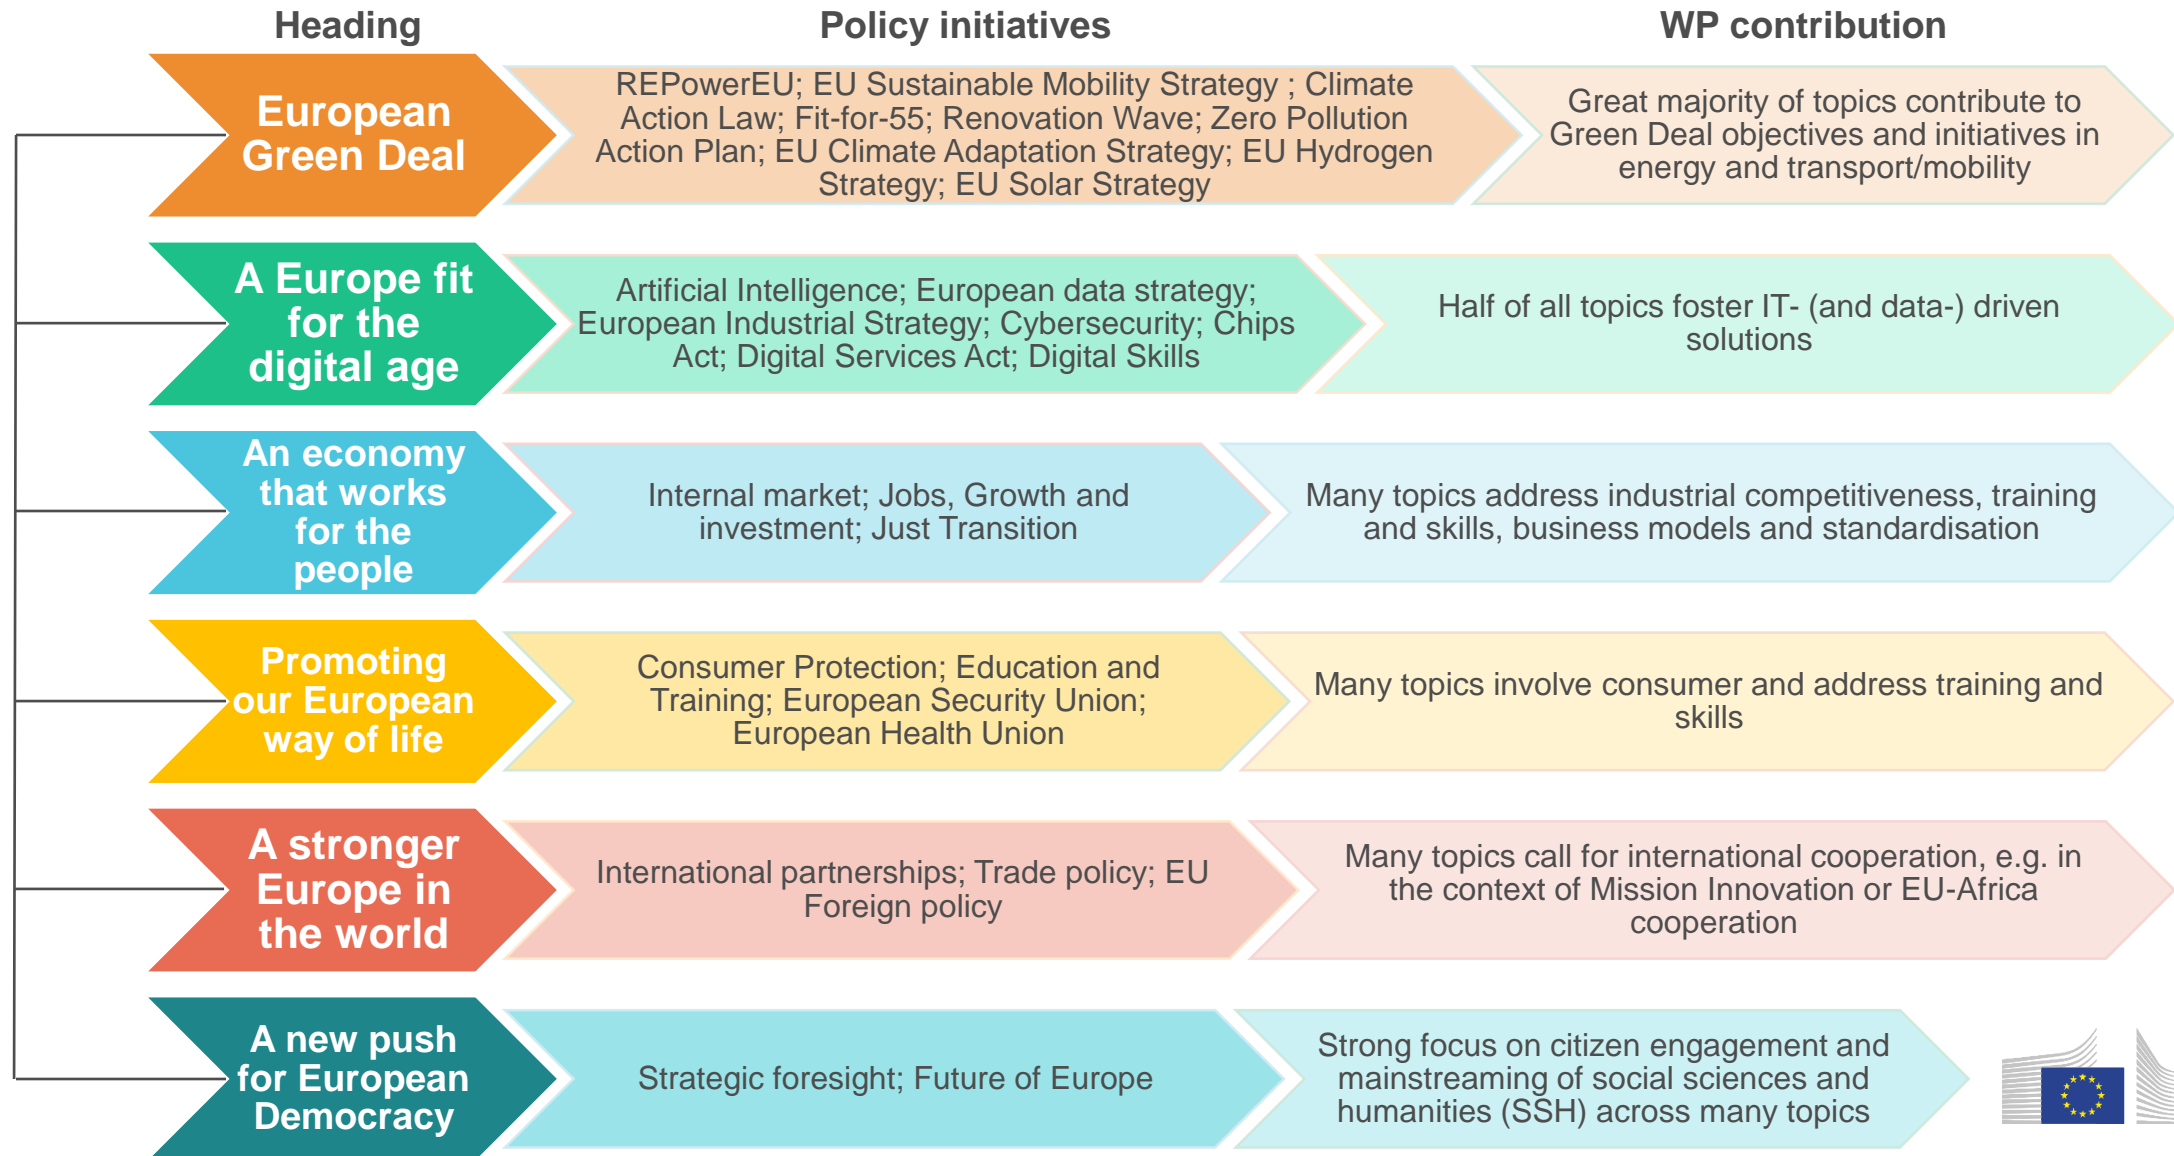 Heading
Policy initiatives
WP contribution
European
Green Deal
REPowerEU; EU Sustainable Mobility Strategy ; Climate
Action Law; Fit-for-55; Renovation Wave; Zero Pollution
Action Plan; EU Climate Adaptation Strategy; EU Hydrogen
Strategy; EU Solar Strategy
Great majority of topics contribute to
Green Deal objectives and initiatives in
energy and transport/mobility
A Europe fit
for the
digital age
Artificial Intelligence; European data strategy;
European Industrial Strategy; Cybersecurity; Chips
Act; Digital Services Act; Digital Skills
Half of all topics foster IT- (and data-) driven
solutions
An economy
that works
for the
people
Internal market; Jobs, Growth and
investment; Just Transition
Many topics address industrial competitiveness, training
and skills, business models and standardisation
Promoting
our European
way of life
Consumer Protection; Education and
Training; European Security Union;
European Health Union
Many topics involve consumer and address training and
skills
A stronger
Europe in
the world
International partnerships; Trade policy; EU
Foreign policy
Many topics call for international cooperation, e.g. in
the context of Mission Innovation or EU-Africa
cooperation
A new push
for European
Democracy
Strategic foresight; Future of Europe
Strong focus on citizen engagement and
mainstreaming of social sciences and
humanities (SSH) across many topics